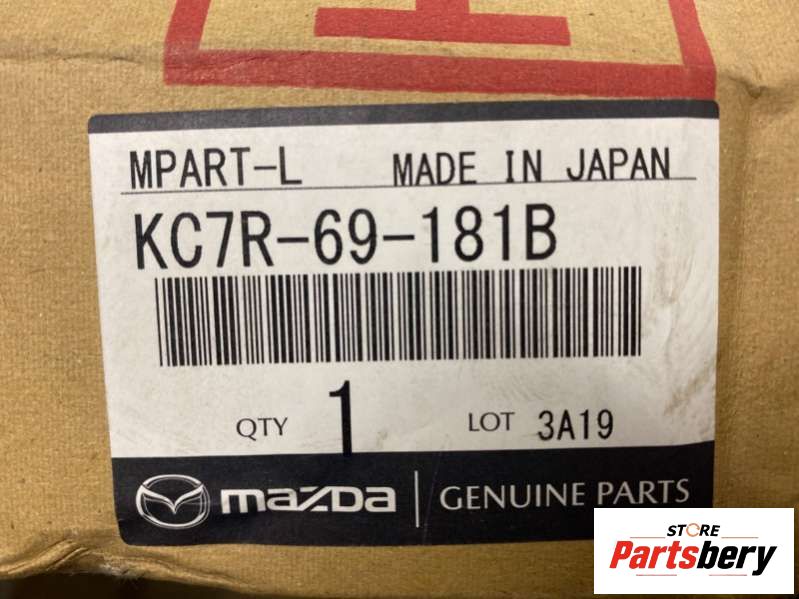 MPART-L MADE IN JAPAN
KC7R-69-181B
QTY 1 LOT 3A19
mazda GENUINE PARTS
STORE
Partsbery